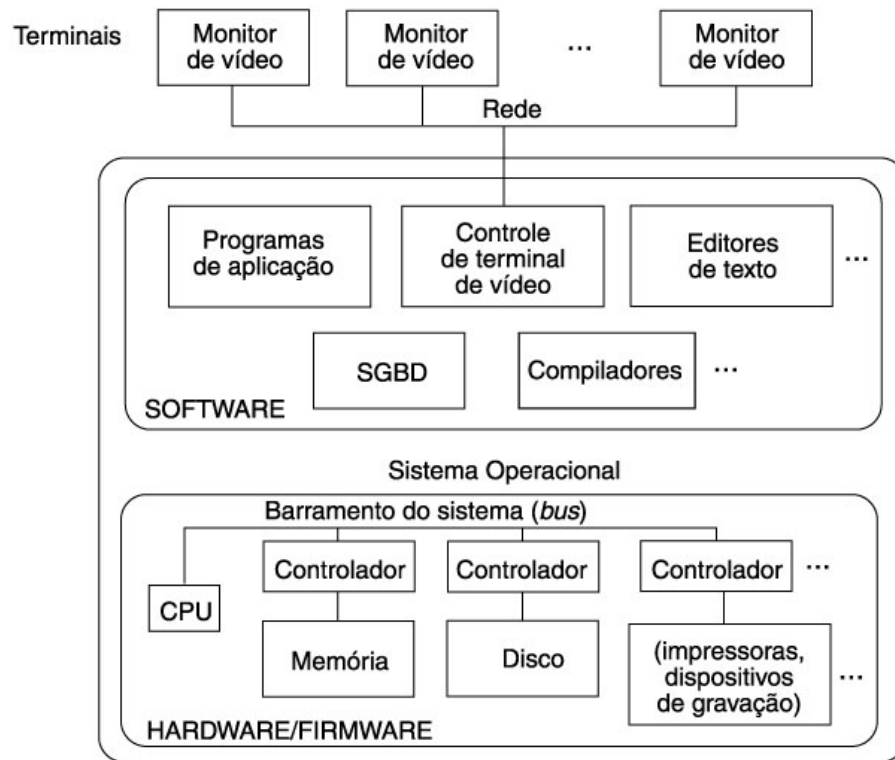 Terminais
Monitor
de vídeo
Monitor
de vídeo
...
Monitor
de vídeo
Rede
Programas
de aplicação
Controle
de terminal
de vídeo
Editores
de texto
...
SGBD
Compiladores
...
SOFTWARE
Sistema Operacional
Barramento do sistema (bus)
CPU
Controlador
Controlador
Controlador
...
Memória
Disco
(impressoras,
dispositivos
de gravação)
...
HARDWARE/FIRMWARE